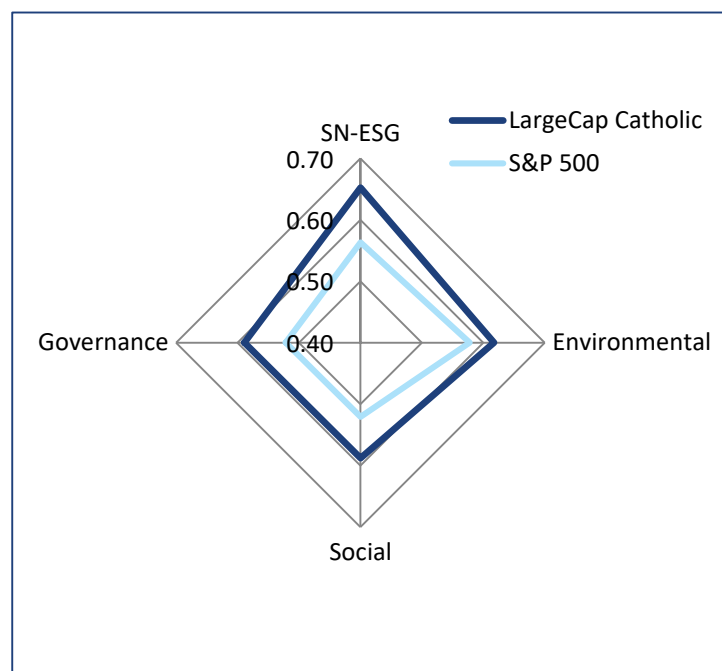 LargeCap Catholic
S&P 500
SN-ESG
0.70
0.60
0.50
0.40
Governance
Environmental
Social